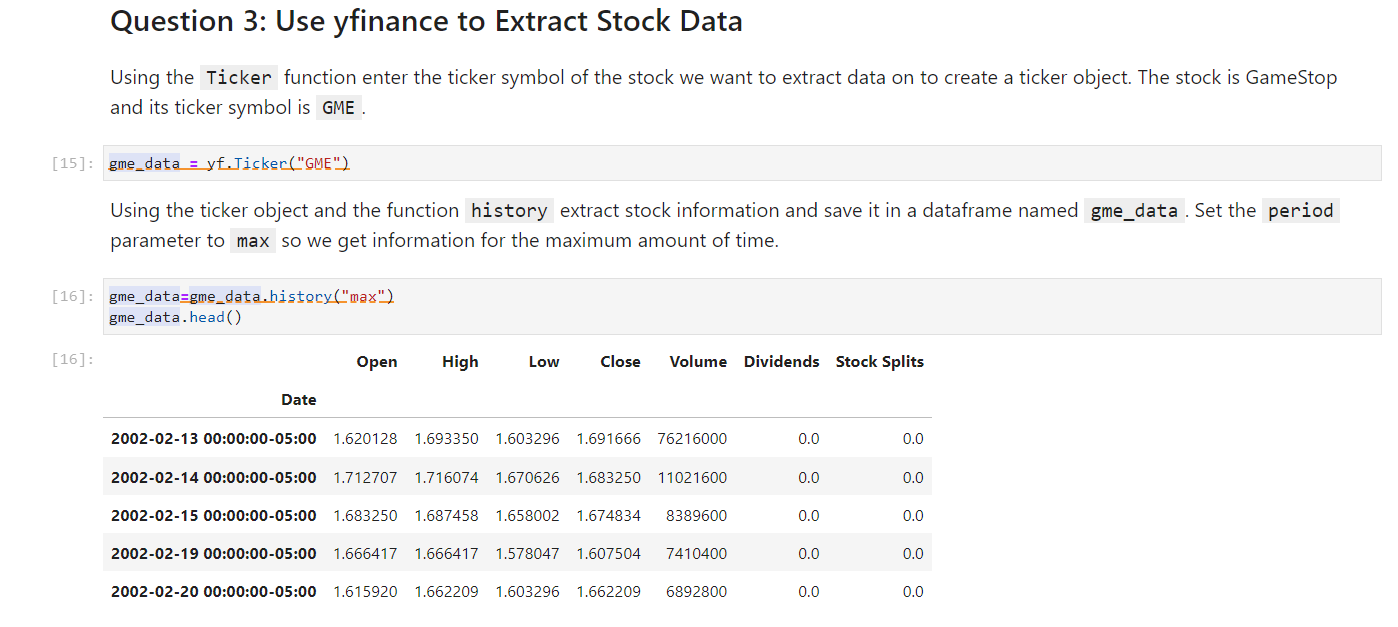 Question 3: Use yfinance to Extract Stock Data
Using the Ticker function enter the ticker symbol of the stock we want to extract data on to create a ticker object. The stock is GameStop
and its ticker symbol is GME.
[15]: gme_data = yf.Ticker("GME")
Using the ticker object and the function history extract stock information and save it in a dataframe named gme_data. Set the period
parameter to max so we get information for the maximum amount of time.
[16]: gme_data=gme_data.history("max")
gme_data.head()
[16]: Open High Low Close Volume Dividends Stock Splits
Date
2002-02-13 00:00:00-05:00 1.620128 1.693350 1.603296 1.691666 76216000 0.0 0.0
2002-02-14 00:00:00-05:00 1.712707 1.716074 1.670626 1.683250 11021600 0.0 0.0
2002-02-15 00:00:00-05:00 1.683250 1.687458 1.658002 1.674834 8389600 0.0 0.0
2002-02-19 00:00:00-05:00 1.666417 1.666417 1.578047 1.607504 7410400 0.0 0.0
2002-02-20 00:00:00-05:00 1.615920 1.662209 1.603296 1.662209 6892800 0.0 0.0